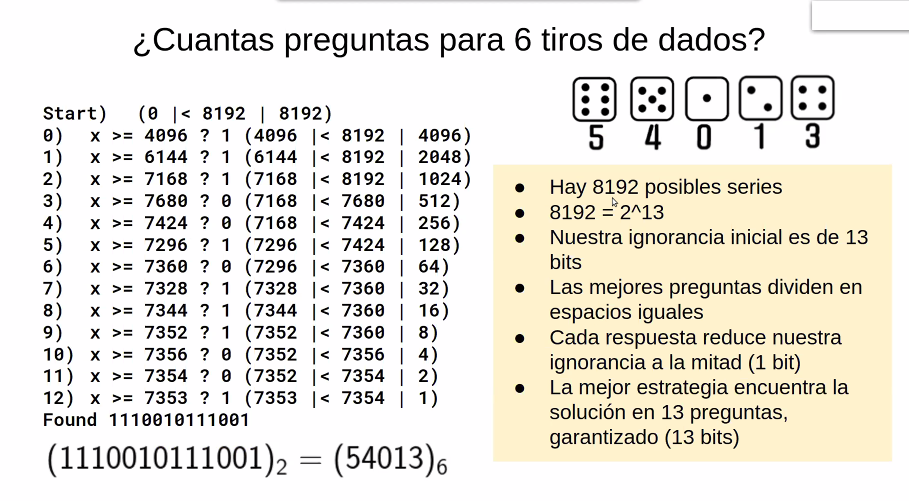 ¿Cuantas preguntas para 6 tiros de dados?
Start) (0 |< 8192 | 8192)
0) x >= 4096 ? 1 (4096 |< 8192 | 4096)
1) x >= 6144 ? 1 (6144 |< 8192 | 2048)
2) x >= 7168 ? 1 (7168 |< 8192 | 1024)
3) x >= 7680 ? 0 (7168 |< 7680 | 512)
4) x >= 7424 ? 0 (7168 |< 7424 | 256)
5) x >= 7296 ? 1 (7296 |< 7424 | 128)
6) x >= 7360 ? 0 (7296 |< 7360 | 64)
7) x >= 7328 ? 1 (7328 |< 7360 | 32)
8) x >= 7344 ? 1 (7344 |< 7360 | 16)
9) x >= 7352 ? 1 (7352 |< 7360 | 8)
10) x >= 7356 ? 0 (7352 |< 7356 | 4)
11) x >= 7354 ? 0 (7352 |< 7354 | 2)
12) x >= 7353 ? 1 (7353 |< 7354 | 1)
Found 1110010111001
(1110010111001)₂ = (54013)₆
5 4 0 1 3
● Hay 8192 posibles series
● 8192 = 2^13
● Nuestra ignorancia inicial es de 13
bits
● Las mejores preguntas dividen en
espacios iguales
● Cada respuesta reduce nuestra
ignorancia a la mitad (1 bit)
● La mejor estrategia encuentra la
solución en 13 preguntas,
garantizado (13 bits)